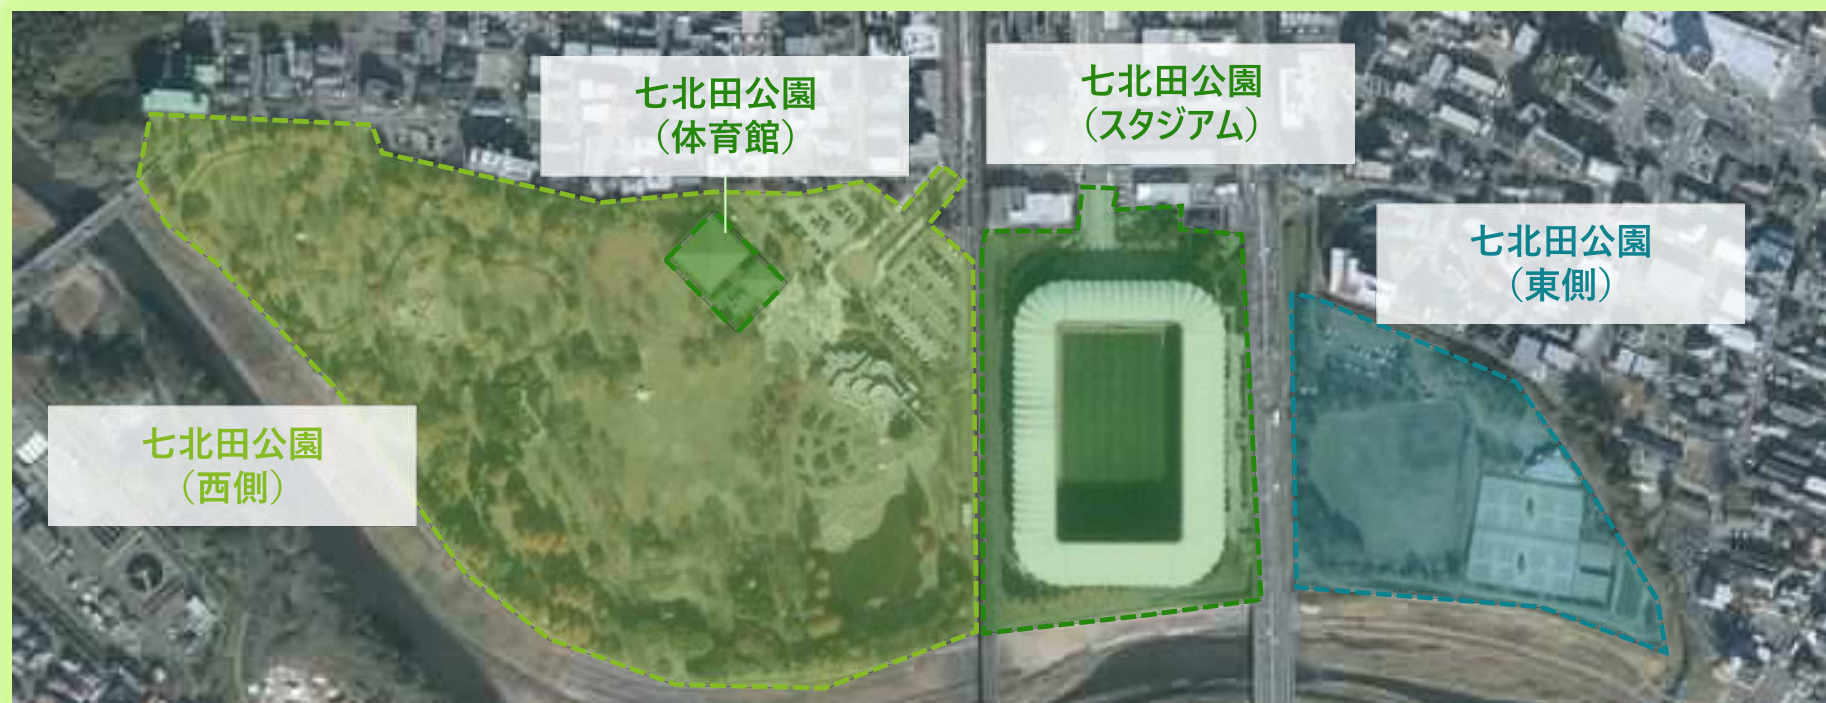 七北田公園
（体育館）
七北田公園
（スタジアム）
七北田公園
（東側）
七北田公園
（西側）